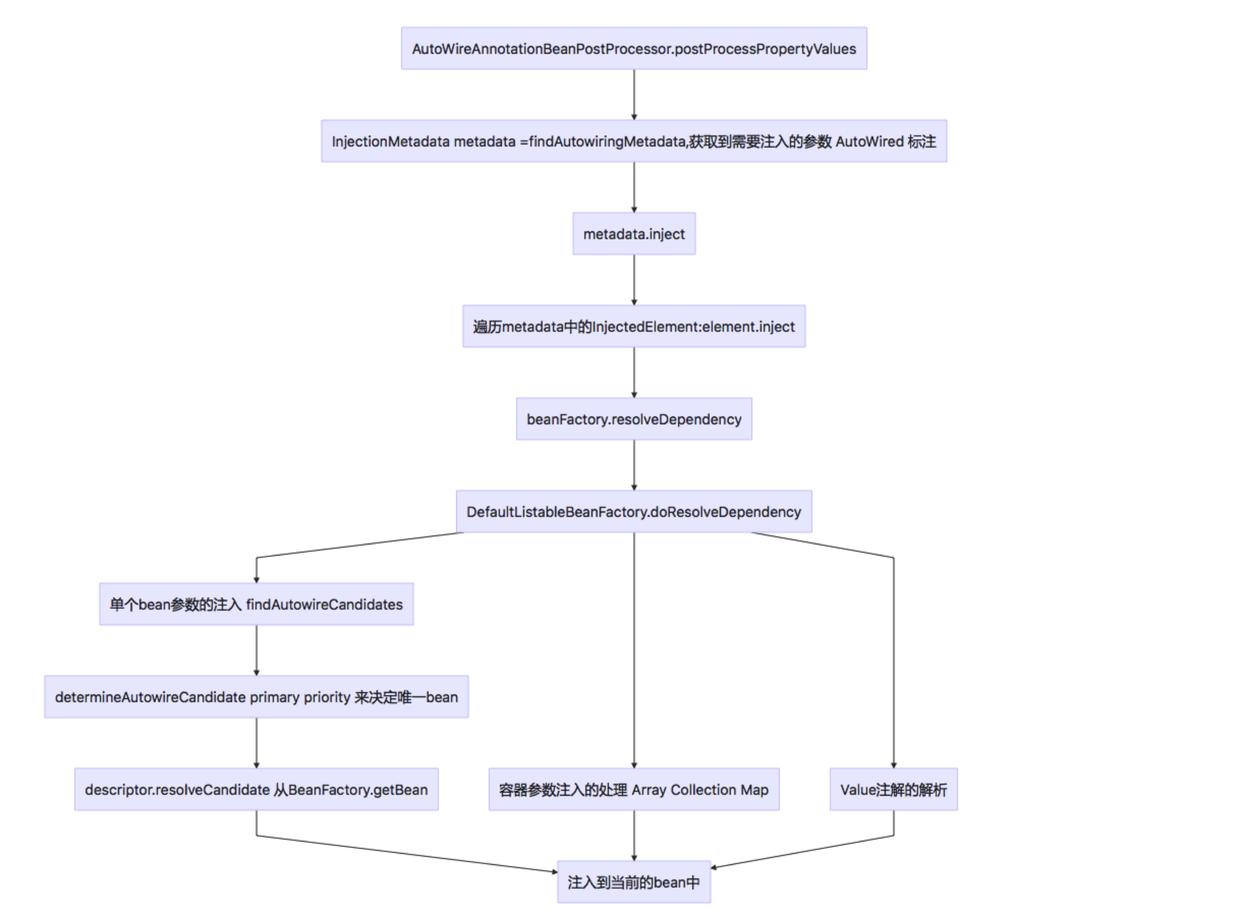 AutoWireAnnotationBeanPostProcessor.postProcessPropertyValues
InjectionMetadata metadata =findAutowiringMetadata,获取到需要注入的参数 AutoWired 标注
metadata.inject
遍历metadata中的InjectedElement:element.inject
beanFactory.resolveDependency
DefaultListableBeanFactory.doResolveDependency
单个bean参数的注入 findAutowireCandidates
determineAutowireCandidate primary priority 来决定唯一bean
descriptor.resolveCandidate 从BeanFactory.getBean
容器参数注入的处理 Array Collection Map
Value注解的解析
注入到当前的bean中